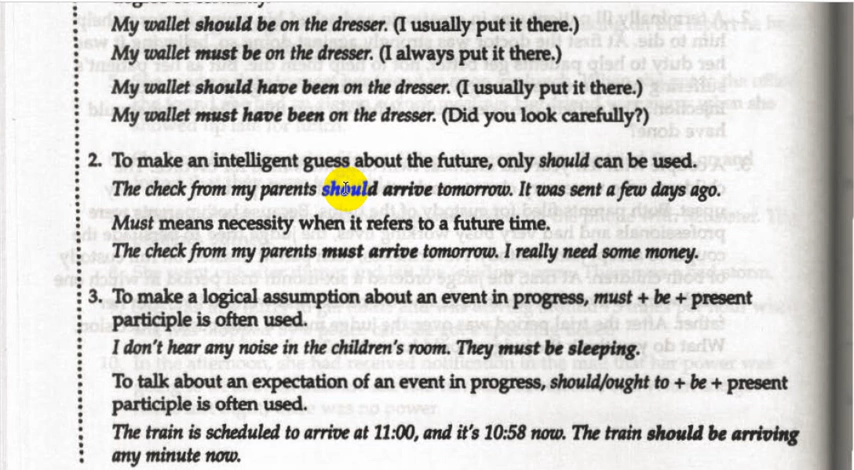 My wallet should be on the dresser. (I usually put it there.)
My wallet must be on the dresser. (I always put it there.)
My wallet should have been on the dresser. (I usually put it there.)
My wallet must have been on the dresser. (Did you look carefully?)
2. To make an intelligent guess about the future, only should can be used.
The check from my parents should arrive tomorrow. It was sent a few days ago.
Must means necessity when it refers to a future time.
The check from my parents must arrive tomorrow. I really need some money.
3. To make a logical assumption about an event in progress, must + be + present
participle is often used.
I don't hear any noise in the children's room. They must be sleeping.
To talk about an expectation of an event in progress, should/ought to + be + present
participle is often used.
The train is scheduled to arrive at 11:00, and it's 10:58 now. The train should be arriving
any minute now.